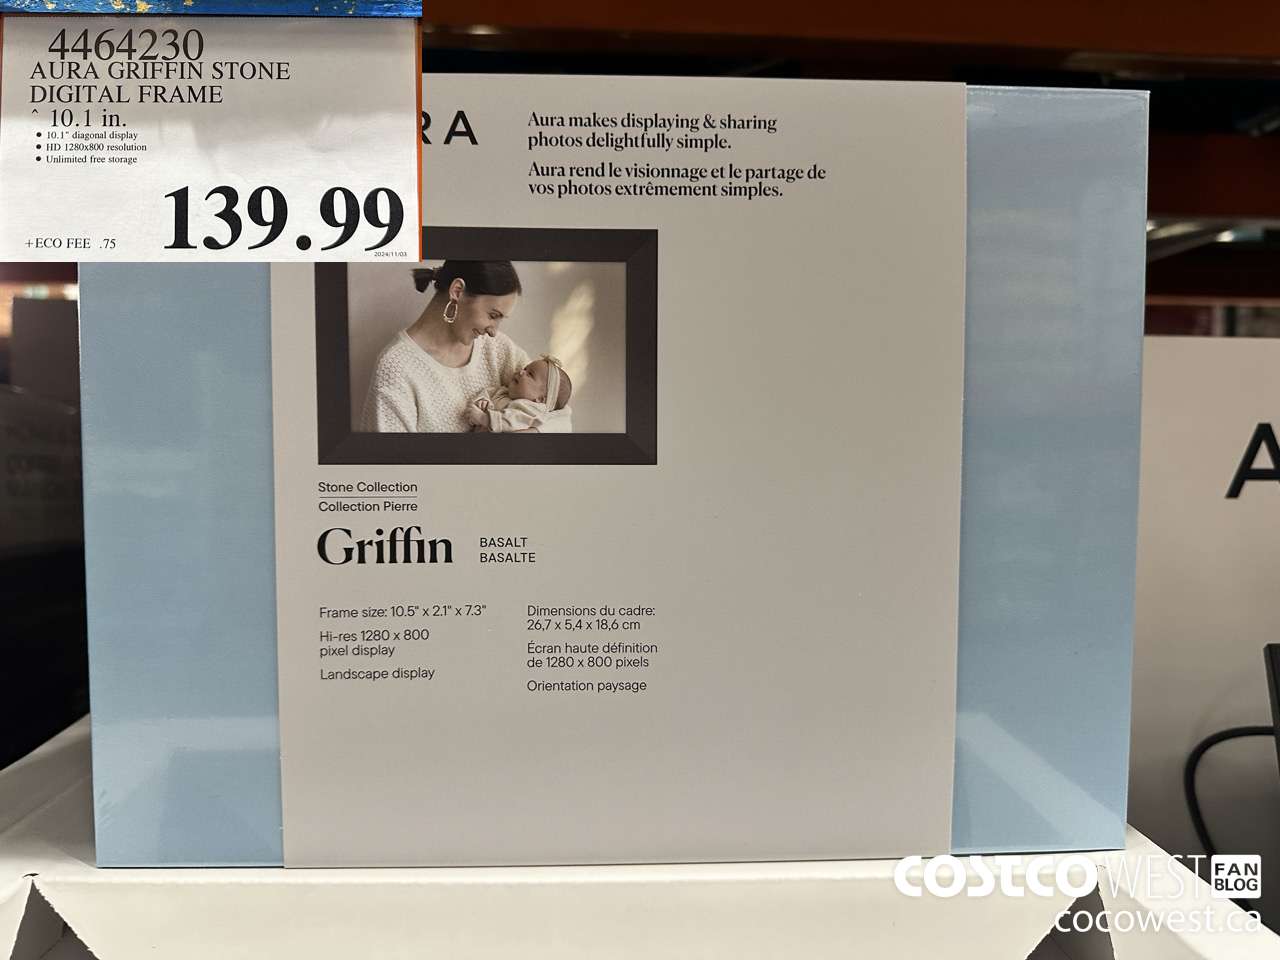 4464230
AURA GRIFFIN STONE
DIGITAL FRAME
^ 10.1 in.
● 10.1" diagonal display
● HD 1280x800 resolution
● Unlimited free storage
139.99
+ECO FEE .75
2024/11/03
RA
Aura makes displaying & sharing
photos delightfully simple.
Aura rend le visionnage et le partage de
vos photos extrêmement simples.
Stone Collection
Collection Pierre
Griffin
BASALT
BASALTE
Frame size: 10.5" x 2.1" x 7.3"
Hi-res 1280 x 800
pixel display
Landscape display
Dimensions du cadre:
26,7 x 5,4 x 18,6 cm
Écran haute définition
de 1280 x 800 pixels
Orientation paysage
A
COSTCO WEST FAN BLOG
cocowest.ca